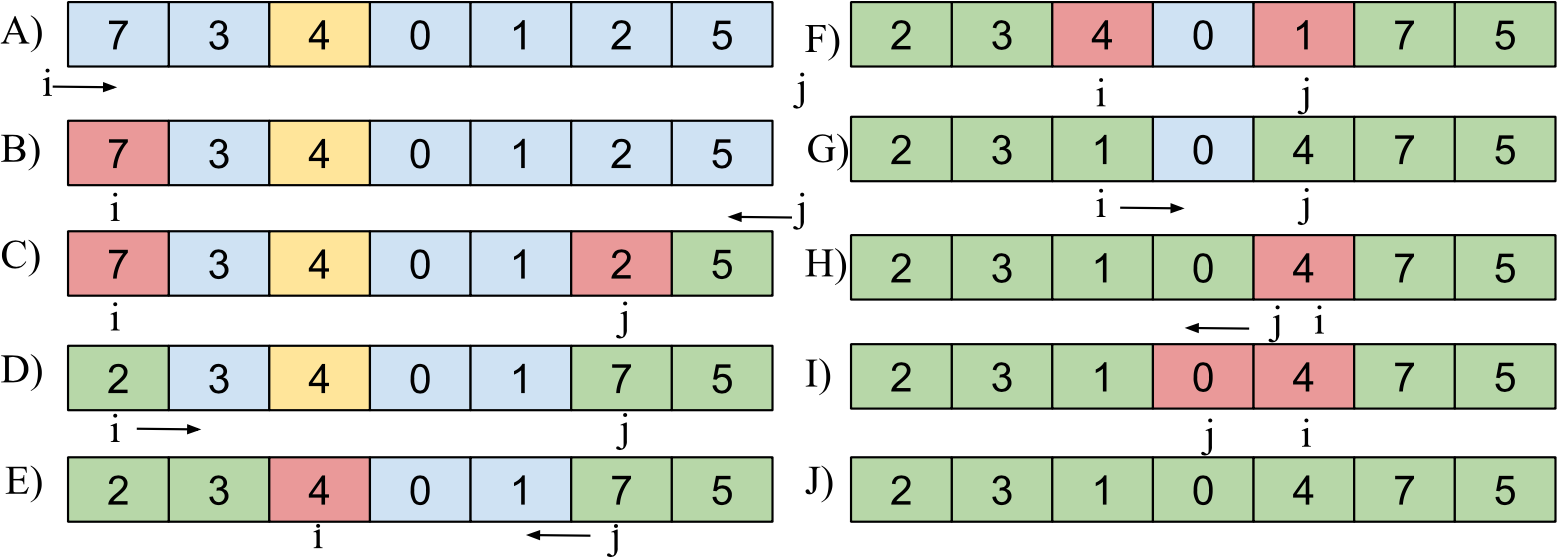 A) 7 3 4 0 1 2 5
i j
B) 7 3 4 0 1 2 5
i j
C) 7 3 4 0 1 2 5
i j
D) 2 3 4 0 1 7 5
i j
E) 2 3 4 0 1 7 5
i j
F) 2 3 4 0 1 7 5
i j
G) 2 3 1 0 4 7 5
i j
H) 2 3 1 0 4 7 5
j i
I) 2 3 1 0 4 7 5
j i
J) 2 3 1 0 4 7 5